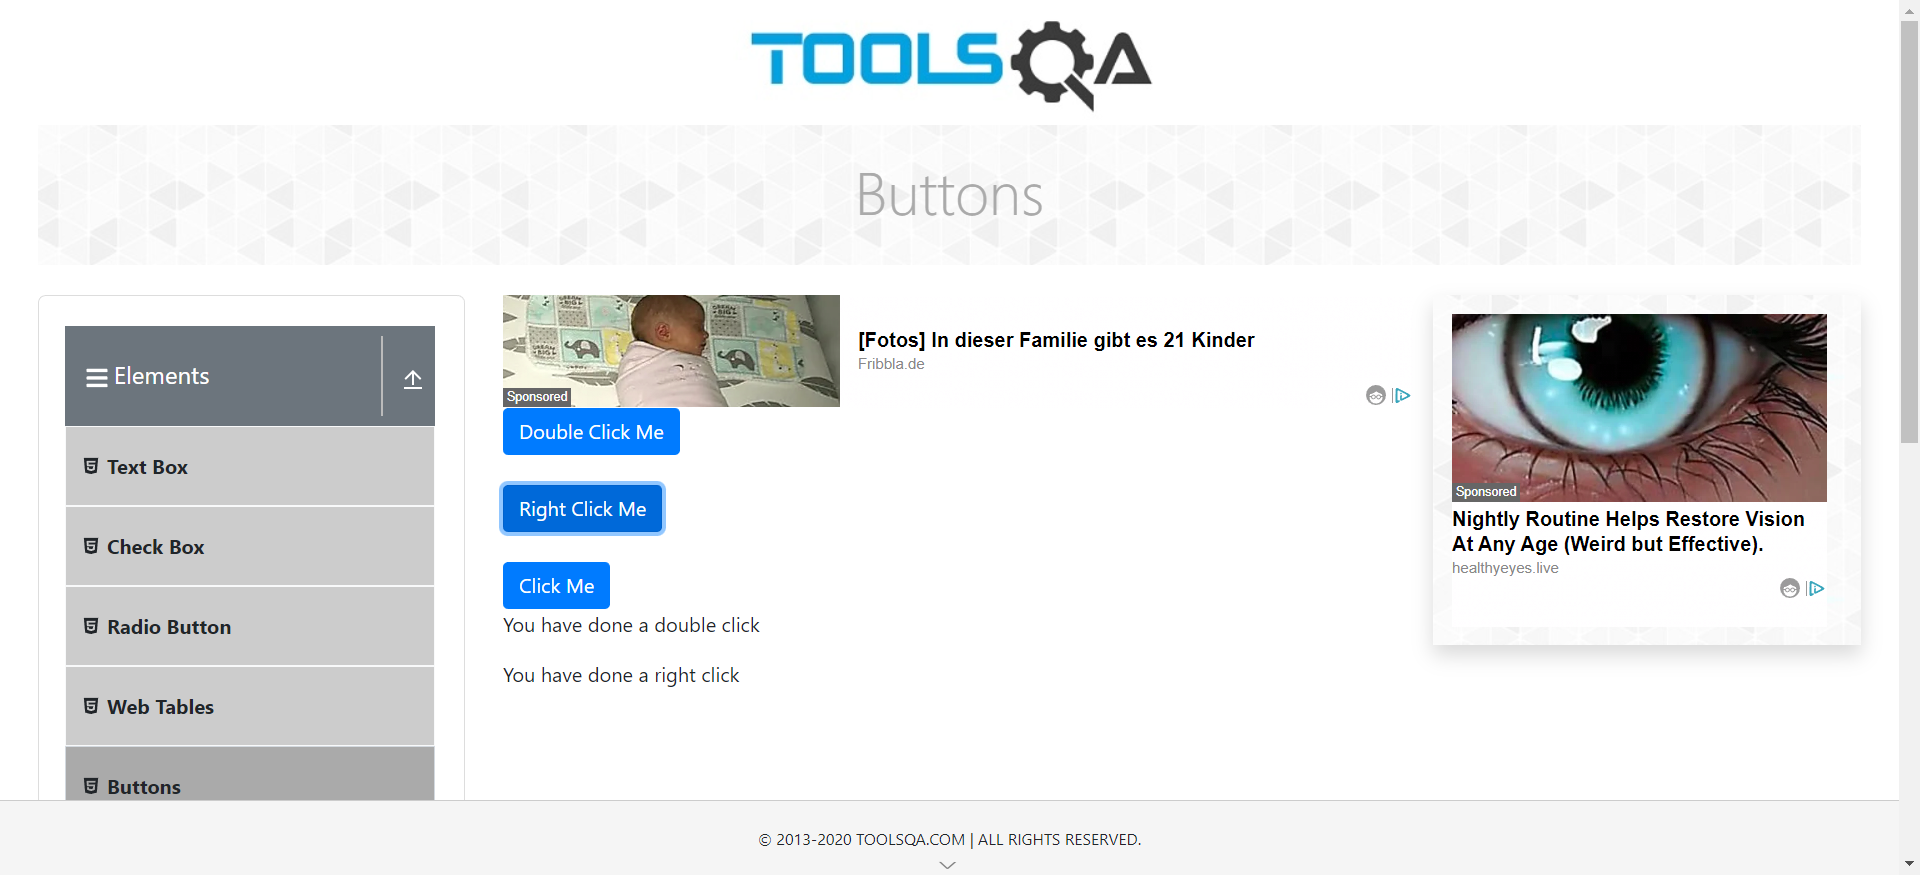 TOOLSQA
Buttons
Elements
Text Box
Check Box
Radio Button
Web Tables
Buttons
Sponsored
[Fotos] In dieser Familie gibt es 21 Kinder
Fribbla.de
Double Click Me
Right Click Me
Click Me
You have done a double click
You have done a right click
Sponsored
Nightly Routine Helps Restore Vision
At Any Age (Weird but Effective).
healthyeyes.live
© 2013-2020 TOOLSQA.COM | ALL RIGHTS RESERVED.